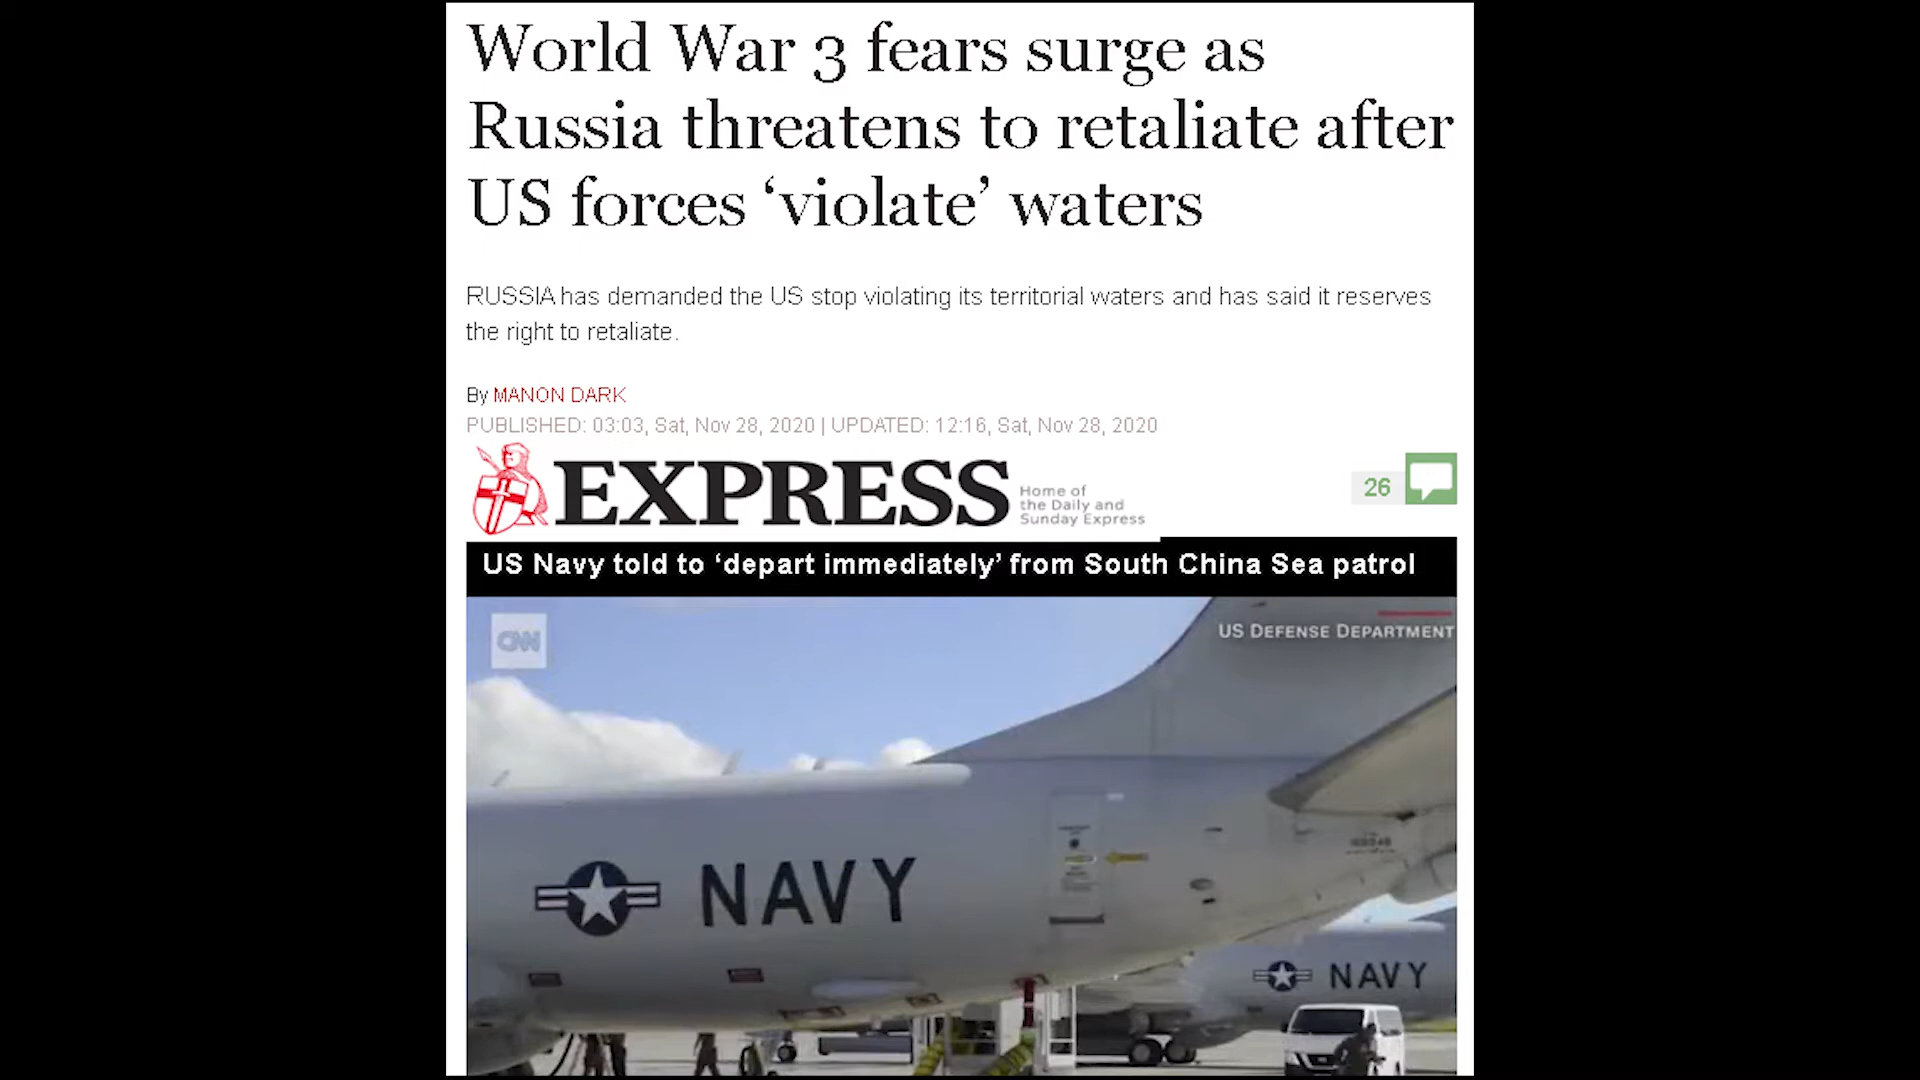 World War 3 fears surge as
Russia threatens to retaliate after
US forces ‘violate’ waters
RUSSIA has demanded the US stop violating its territorial waters and has said it reserves
the right to retaliate.
By MANON DARK
PUBLISHED: 03:03, Sat, Nov 28, 2020 | UPDATED: 12:16, Sat, Nov 28, 2020
EXPRESS
Home of
the Daily and
Sunday Express
26
US Navy told to ‘depart immediately’ from South China Sea patrol
CNN
US DEFENSE DEPARTMENT
NAVY
NAVY